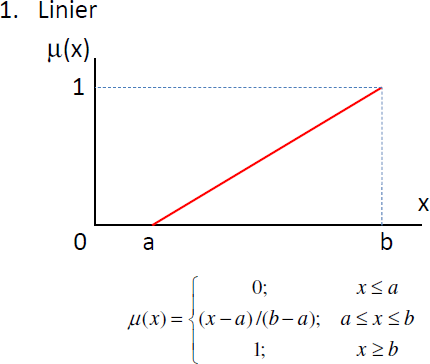 1. Linier
μ(x)
1
x
0 a b
0; x ≤ a
μ(x) = { (x − a)/(b − a); a ≤ x ≤ b
1; x ≥ b